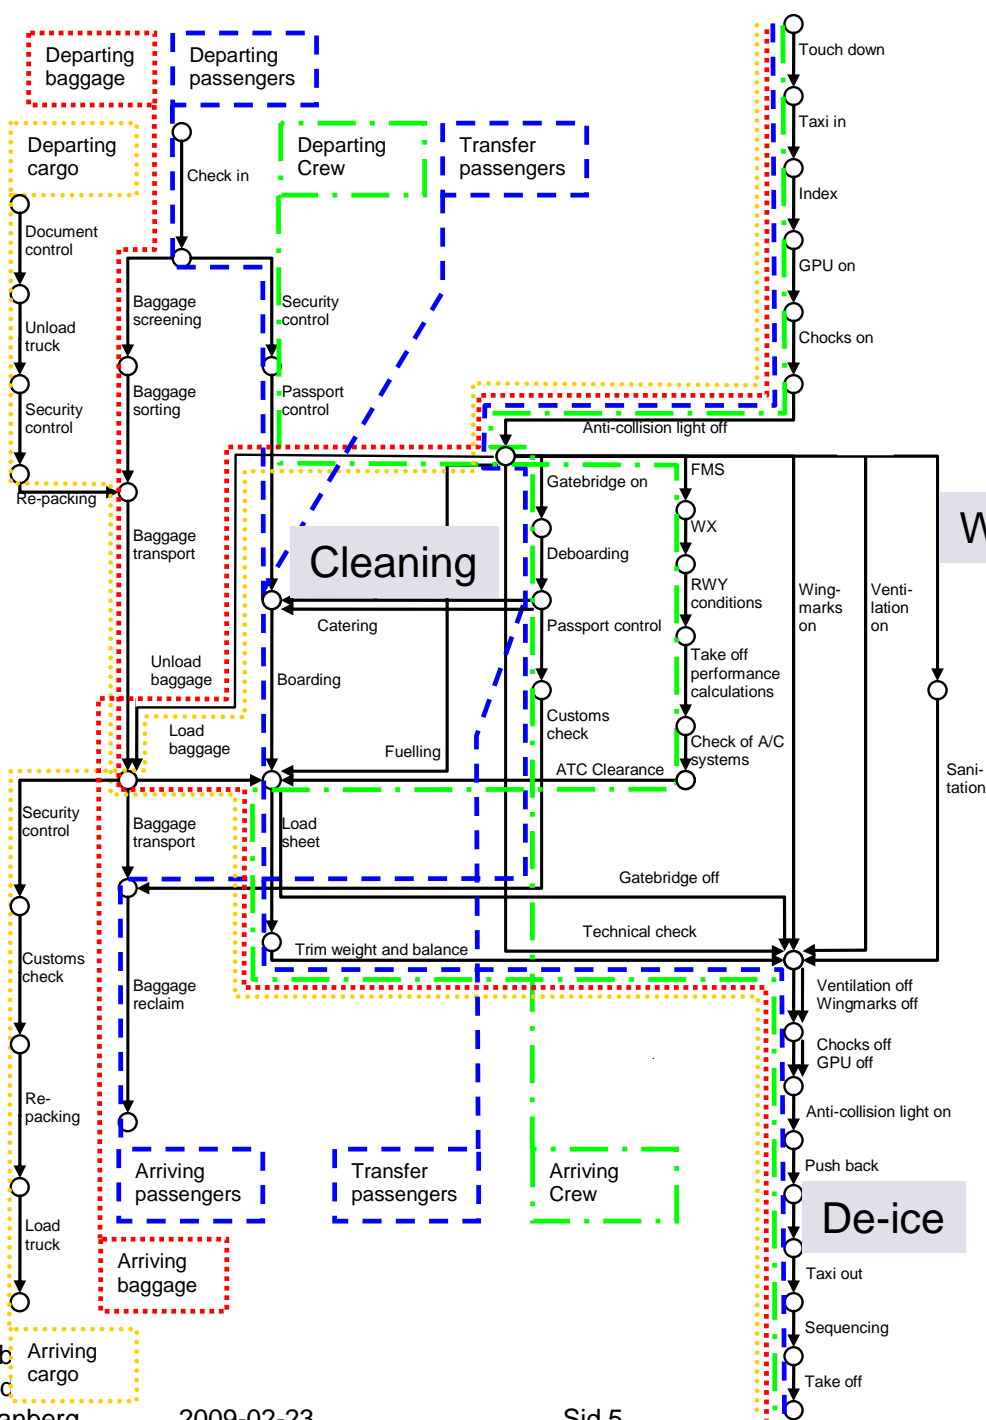 Departing
baggage
Departing
passengers
Touch down
Departing
cargo
Departing
Crew
Transfer
passengers
Taxi in
Check in
Index
Document
control
GPU on
Baggage
screening
Security
control
Unload
truck
Chocks on
Baggage
sorting
Passport
control
Security
control
Anti-collision light off
Re-packing
Gatebridge on
FMS
WX
W
Baggage
transport
Cleaning
Deboarding
RWY
conditions
Wing-
marks
on
Venti-
lation
on
Catering
Passport control
Unload
baggage
Boarding
Take off
performance
calculations
Load
baggage
Fuelling
Customs
check
Check of A/C
systems
ATC Clearance
Sani-
tation
Security
control
Baggage
transport
Load
sheet
Gatebridge off
Technical check
Trim weight and balance
Customs
check
Baggage
reclaim
Ventilation off
Wingmarks off
Chocks off
GPU off
Re-
packing
Anti-collision light on
Push back
Arriving
passengers
Transfer
passengers
Arriving
Crew
De-ice
Load
truck
Arriving
baggage
Taxi out
Sequencing
Arriving
cargo
Take off
anberg
2009-02-23
Sid 5